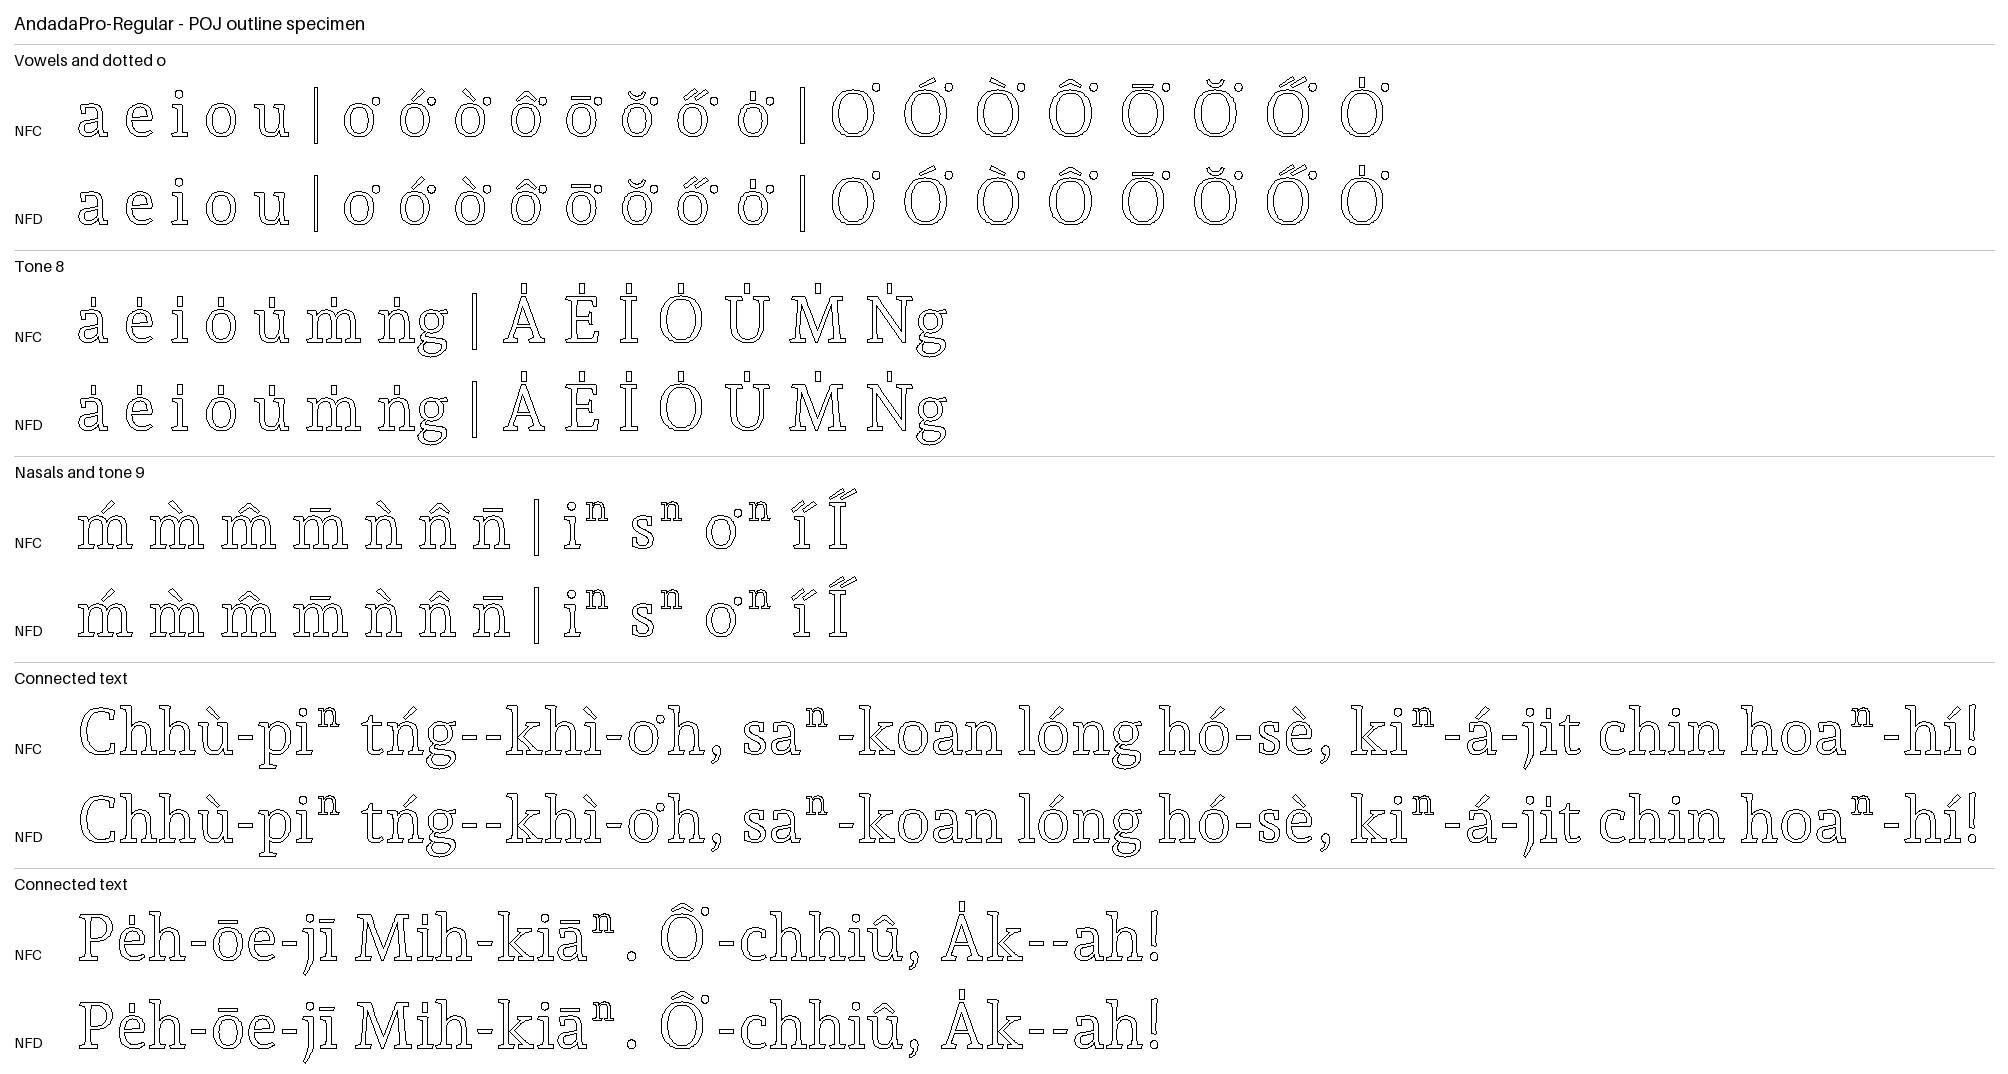 AndadaPro-Regular - POJ outline specimen
Vowels and dotted o
NFC a e i o u | o͘ ó͘ ò͘ ô͘ ō͘ ŏ͘ ő͘ o̍͘ | O͘ Ó͘ Ò͘ Ô͘ Ō͘ Ŏ͘ Ő͘ O̍͘
NFD a e i o u | o͘ ó͘ ò͘ ô͘ ō͘ ŏ͘ ő͘ o̍͘ | O͘ Ó͘ Ò͘ Ô͘ Ō͘ Ŏ͘ Ő͘ O̍͘
Tone 8
NFC a̍ e̍ i̍ o̍ u̍ m̍ n̍g | A̍ E̍ I̍ O̍ U̍ M̍ N̍g
NFD a̍ e̍ i̍ o̍ u̍ m̍ n̍g | A̍ E̍ I̍ O̍ U̍ M̍ N̍g
Nasals and tone 9
NFC ḿ m̀ m̂ m̄ ǹ n̂ n̄ | iⁿ sⁿ o͘ⁿ i̋ I̋
NFD ḿ m̀ m̂ m̄ ǹ n̂ n̄ | iⁿ sⁿ o͘ⁿ i̋ I̋
Connected text
NFC Chhù-piⁿ tńg--khì-o͘h, saⁿ-koan lóng hó-sè, kiⁿ-á-ji̍t chin hoaⁿ-hí!
NFD Chhù-piⁿ tńg--khì-o͘h, saⁿ-koan lóng hó-sè, kiⁿ-á-ji̍t chin hoaⁿ-hí!
Connected text
NFC Pe̍h-ōe-jī Mi̍h-kiāⁿ. Ô͘-chhiû, A̍k--ah!
NFD Pe̍h-ōe-jī Mi̍h-kiāⁿ. Ô͘-chhiû, A̍k--ah!